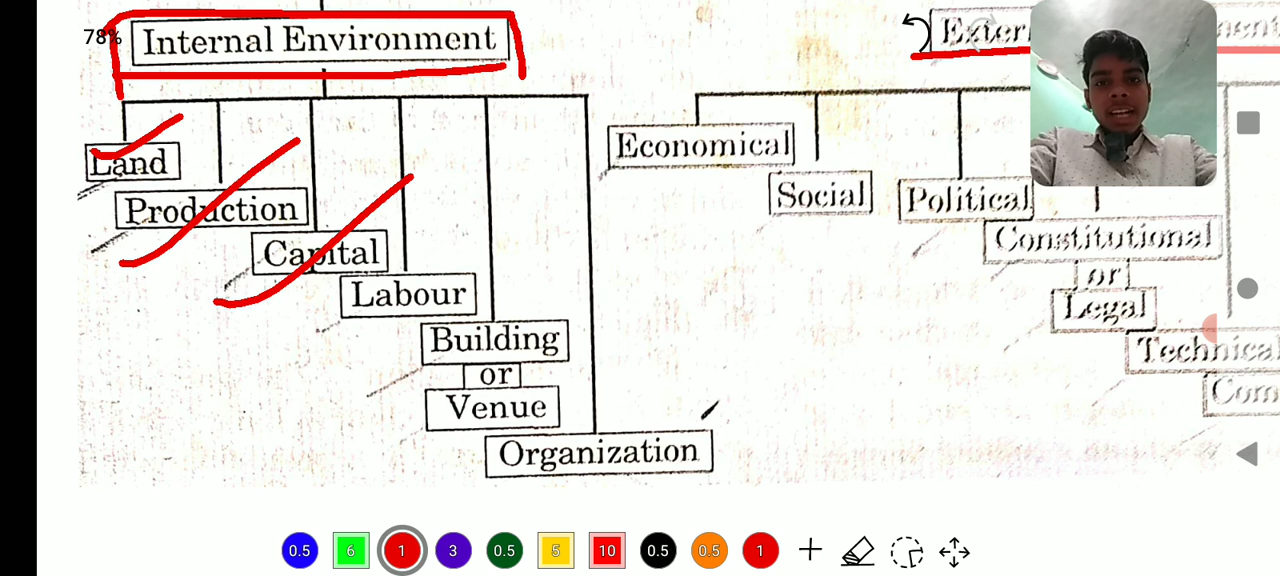 78%
Internal Environment
Land
Production
Capital
Labour
Building
or
Venue
Organization
Economical
Social
Political
Constitutional
or
Legal
0.5 6 1 3 0.5 5 10 0.5 0.5 1